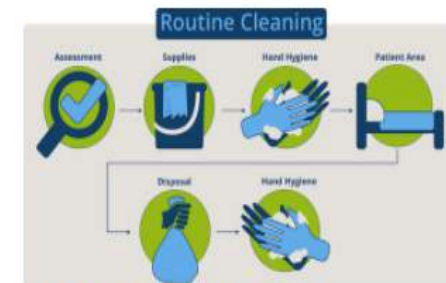 Routine Cleaning
Assessment
Supplies
Hand Hygiene
Patient Area
Disposal
Hand Hygiene